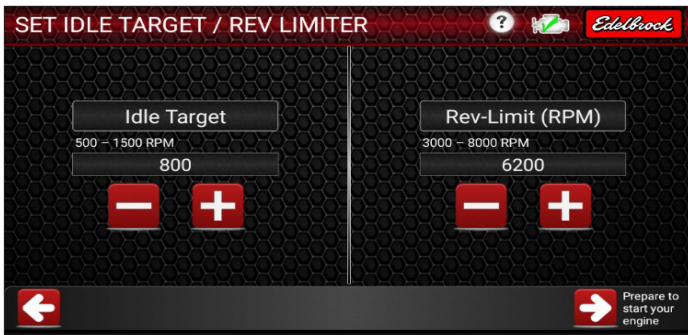 SET IDLE TARGET / REV LIMITER
?
Edelbrock
Idle Target
500 – 1500 RPM
800
Rev-Limit (RPM)
3000 – 8000 RPM
6200
Prepare to
start your
engine